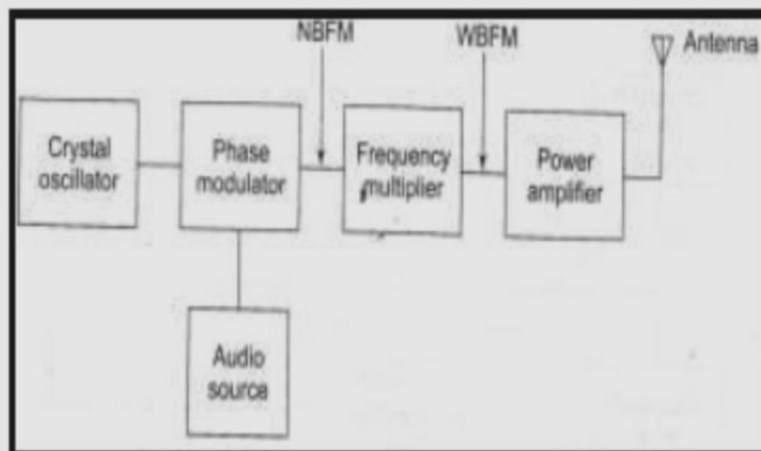 NBFM
WBFM
Antenna
Crystal
oscillator
Phase
modulator
Frequency
multiplier
Power
amplifier
Audio
source